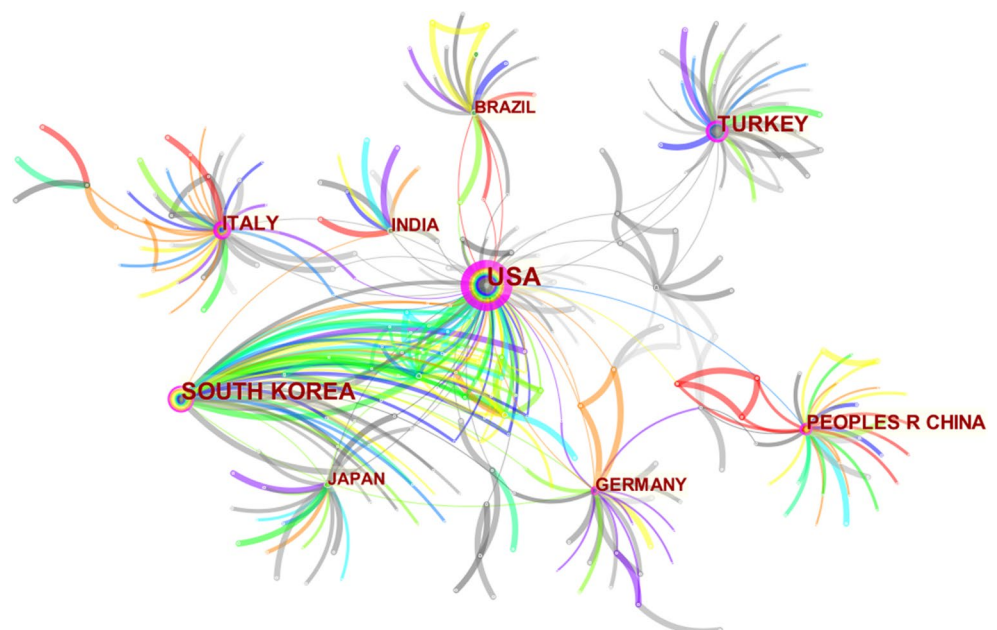 BRAZIL
TURKEY
ITALY
INDIA
USA
SOUTH KOREA
PEOPLES R CHINA
JAPAN
GERMANY